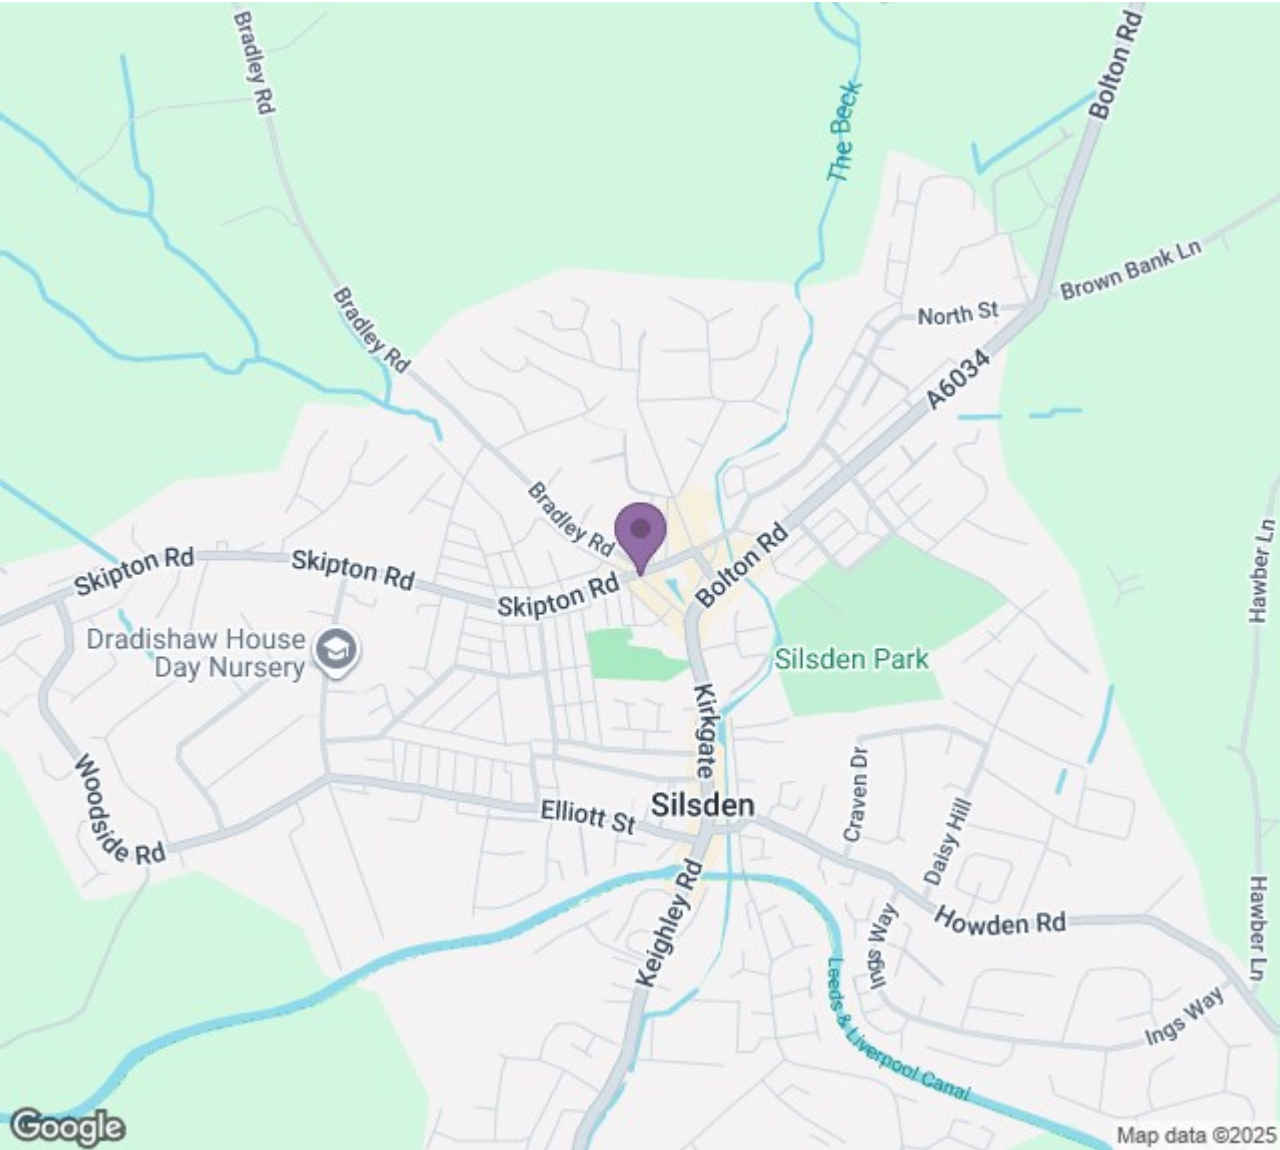 Bradley Rd
Bolton Rd
The Beck
Brown Bank Ln
North St
Bradley Rd
A6034
Bradley Rd
Hawber Ln
Skipton Rd
Skipton Rd
Skipton Rd
Bolton Rd
Dradishaw House
Day Nursery
Silsden Park
Kirkgate
Woodside Rd
Elliott St
Silsden
Craven Dr
Daisy Hill
Keighley Rd
Ings Way
Howden Rd
Hawber Ln
Leeds & Liverpool Canal
Ings Way
Google
Map data ©2025